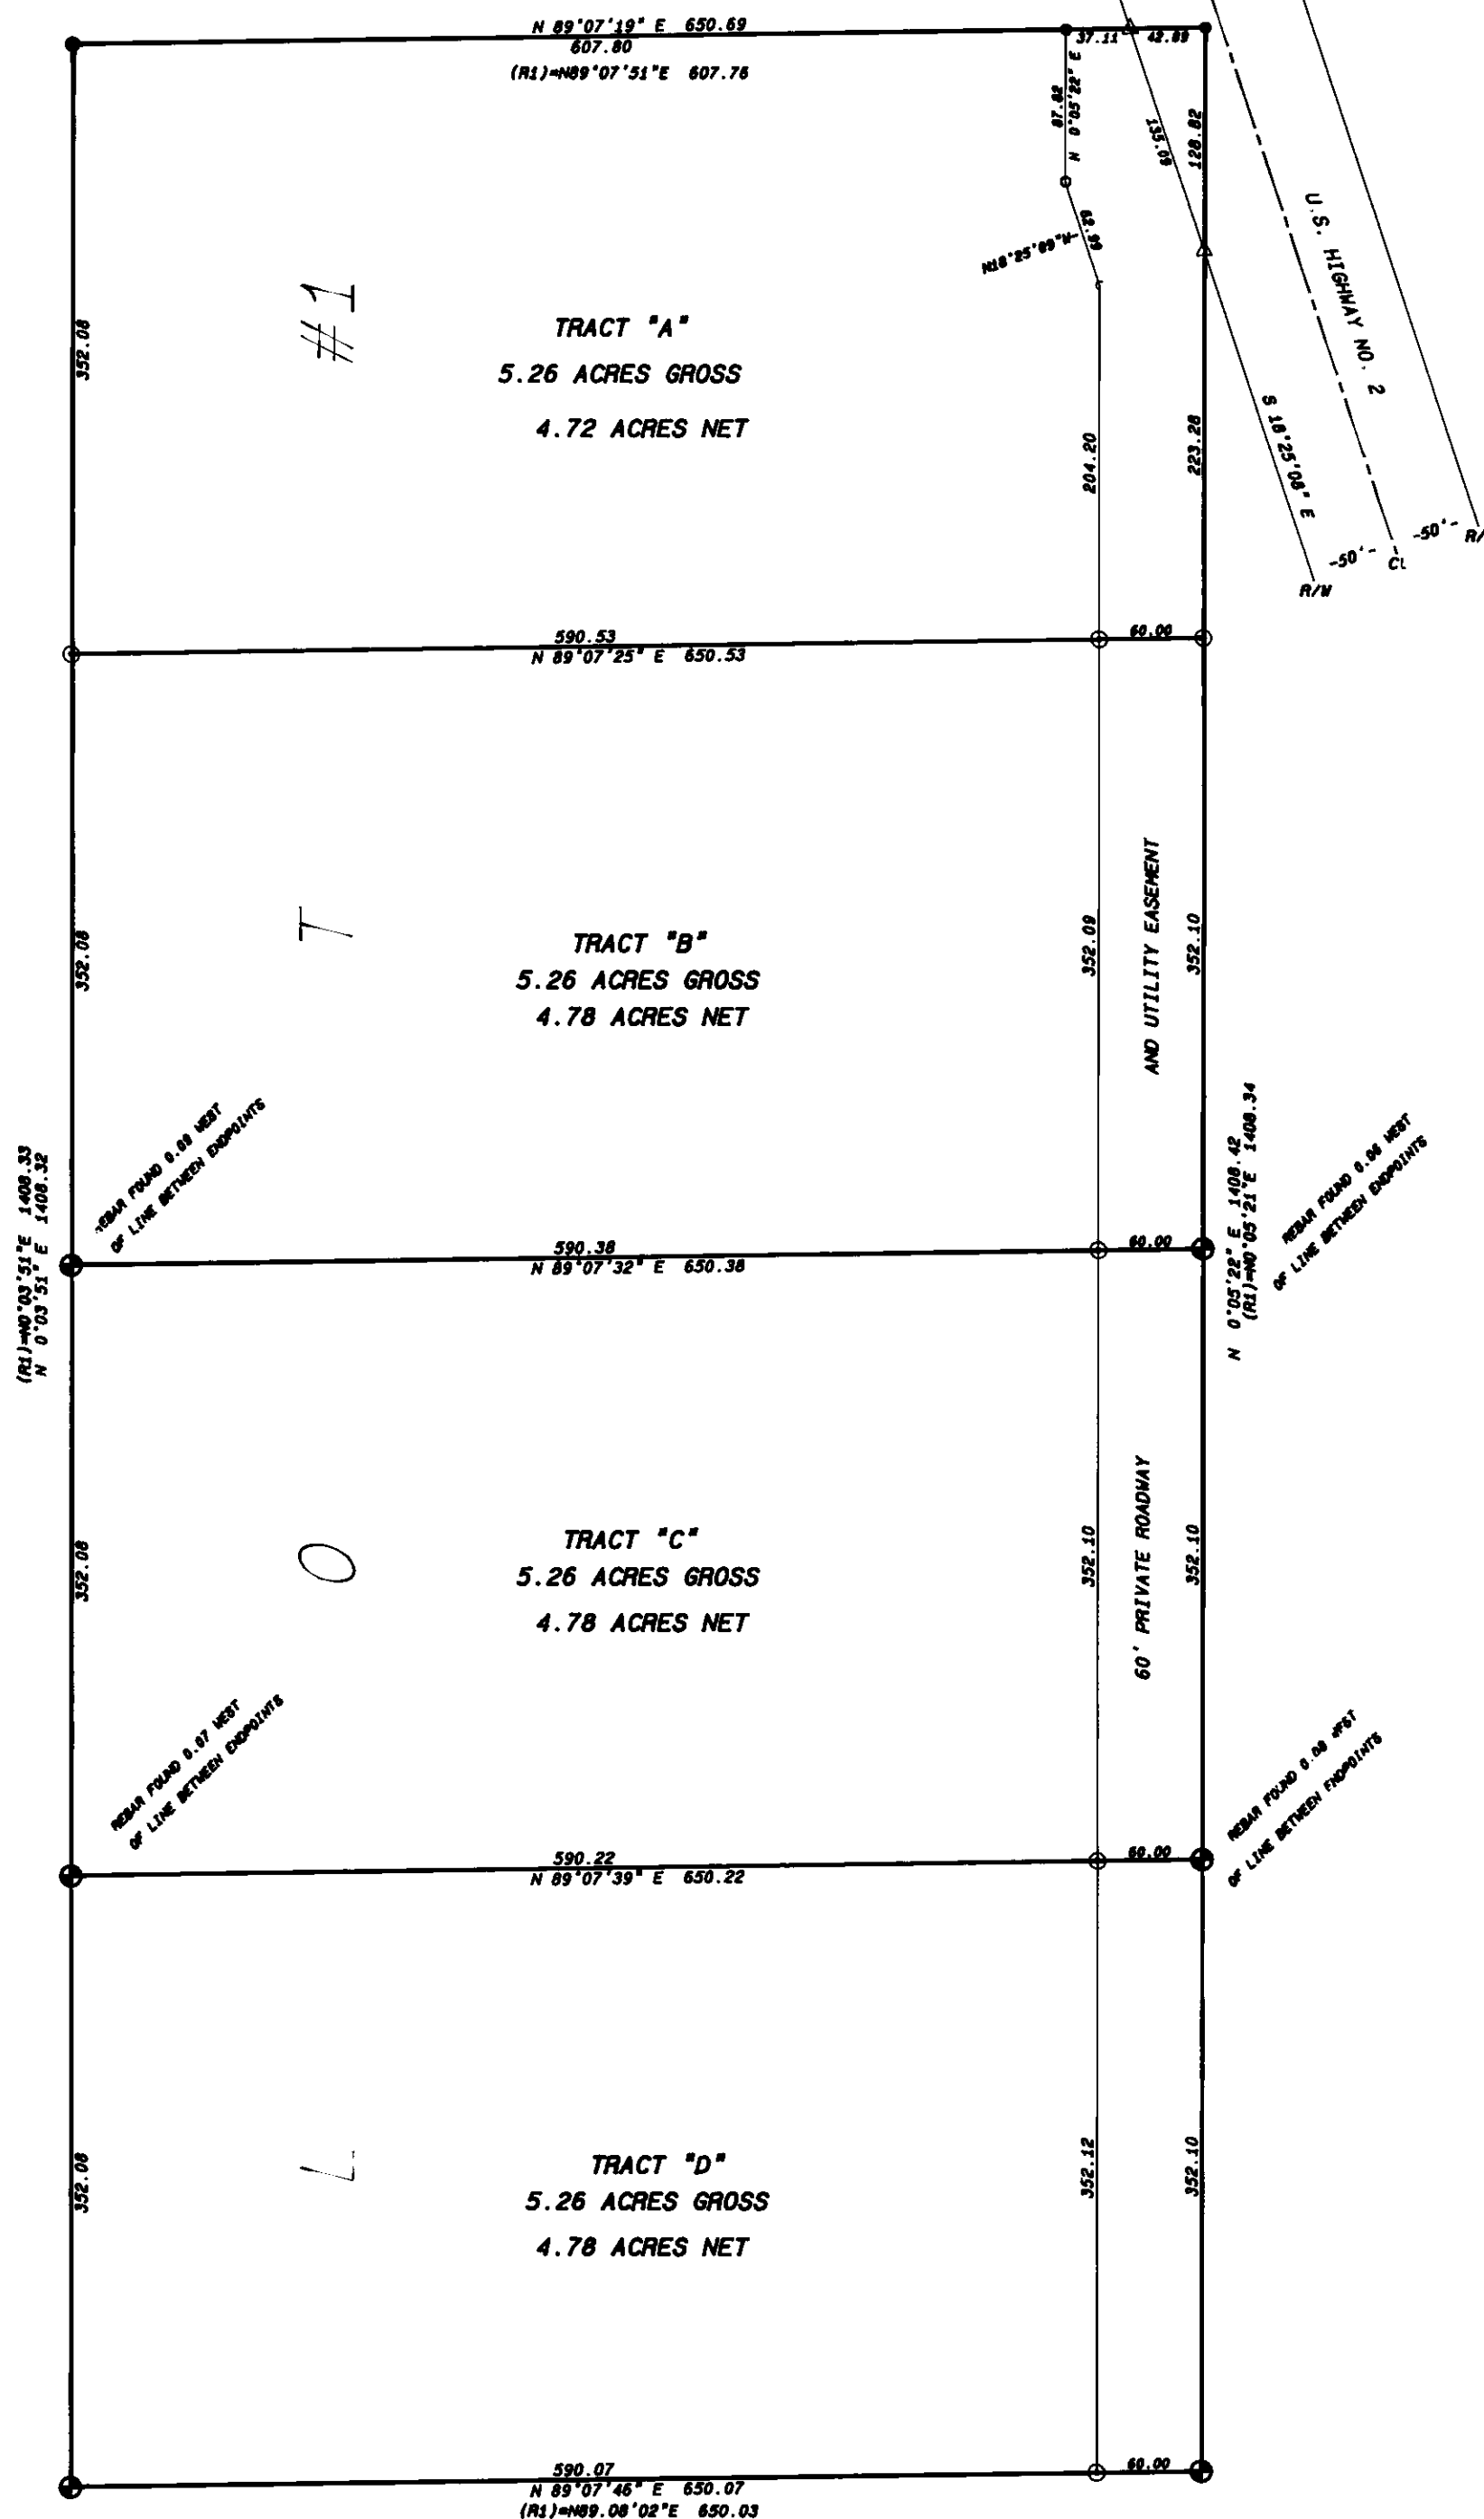 N 89°07'19" E 650.69
607.80
(R1)=N89°07'51"E 607.76
37.11
42.89
87.82
N 0°05'22" E
135.09
128.82
62.99
U.S. HIGHWAY NO. 2
#1
352.08
TRACT "A"
5.26 ACRES GROSS
4.72 ACRES NET
204.20
223.28
S 18°25'08" E
-50'-
-50'-
R/
CL
R/W
590.53
60.00
N 89°07'25" E 650.53
T
352.08
TRACT "B"
5.26 ACRES GROSS
4.78 ACRES NET
352.09
AND UTILITY EASEMENT
352.10
REBAR FOUND 0.09 WEST
OF LINE BETWEEN ENDPOINTS
(R1)=N0°03'51"E 1408.33
N 0°03'51" E 1408.32
N 0°05'22" E 1408.42
(R1)=N0°05'21"E 1408.34
REBAR FOUND 0.06 WEST
OF LINE BETWEEN ENDPOINTS
590.38
60.00
N 89°07'32" E 650.38
O
352.08
TRACT "C"
5.26 ACRES GROSS
4.78 ACRES NET
352.10
60' PRIVATE ROADWAY
352.10
REBAR FOUND 0.07 WEST
OF LINE BETWEEN ENDPOINTS
REBAR FOUND 0.08 WEST
OF LINE BETWEEN ENDPOINTS
590.22
60.00
N 89°07'39" E 650.22
L
352.08
TRACT "D"
5.26 ACRES GROSS
4.78 ACRES NET
352.12
352.10
590.07
60.00
N 89°07'46" E 650.07
(R1)=N89.08'02"E 650.03